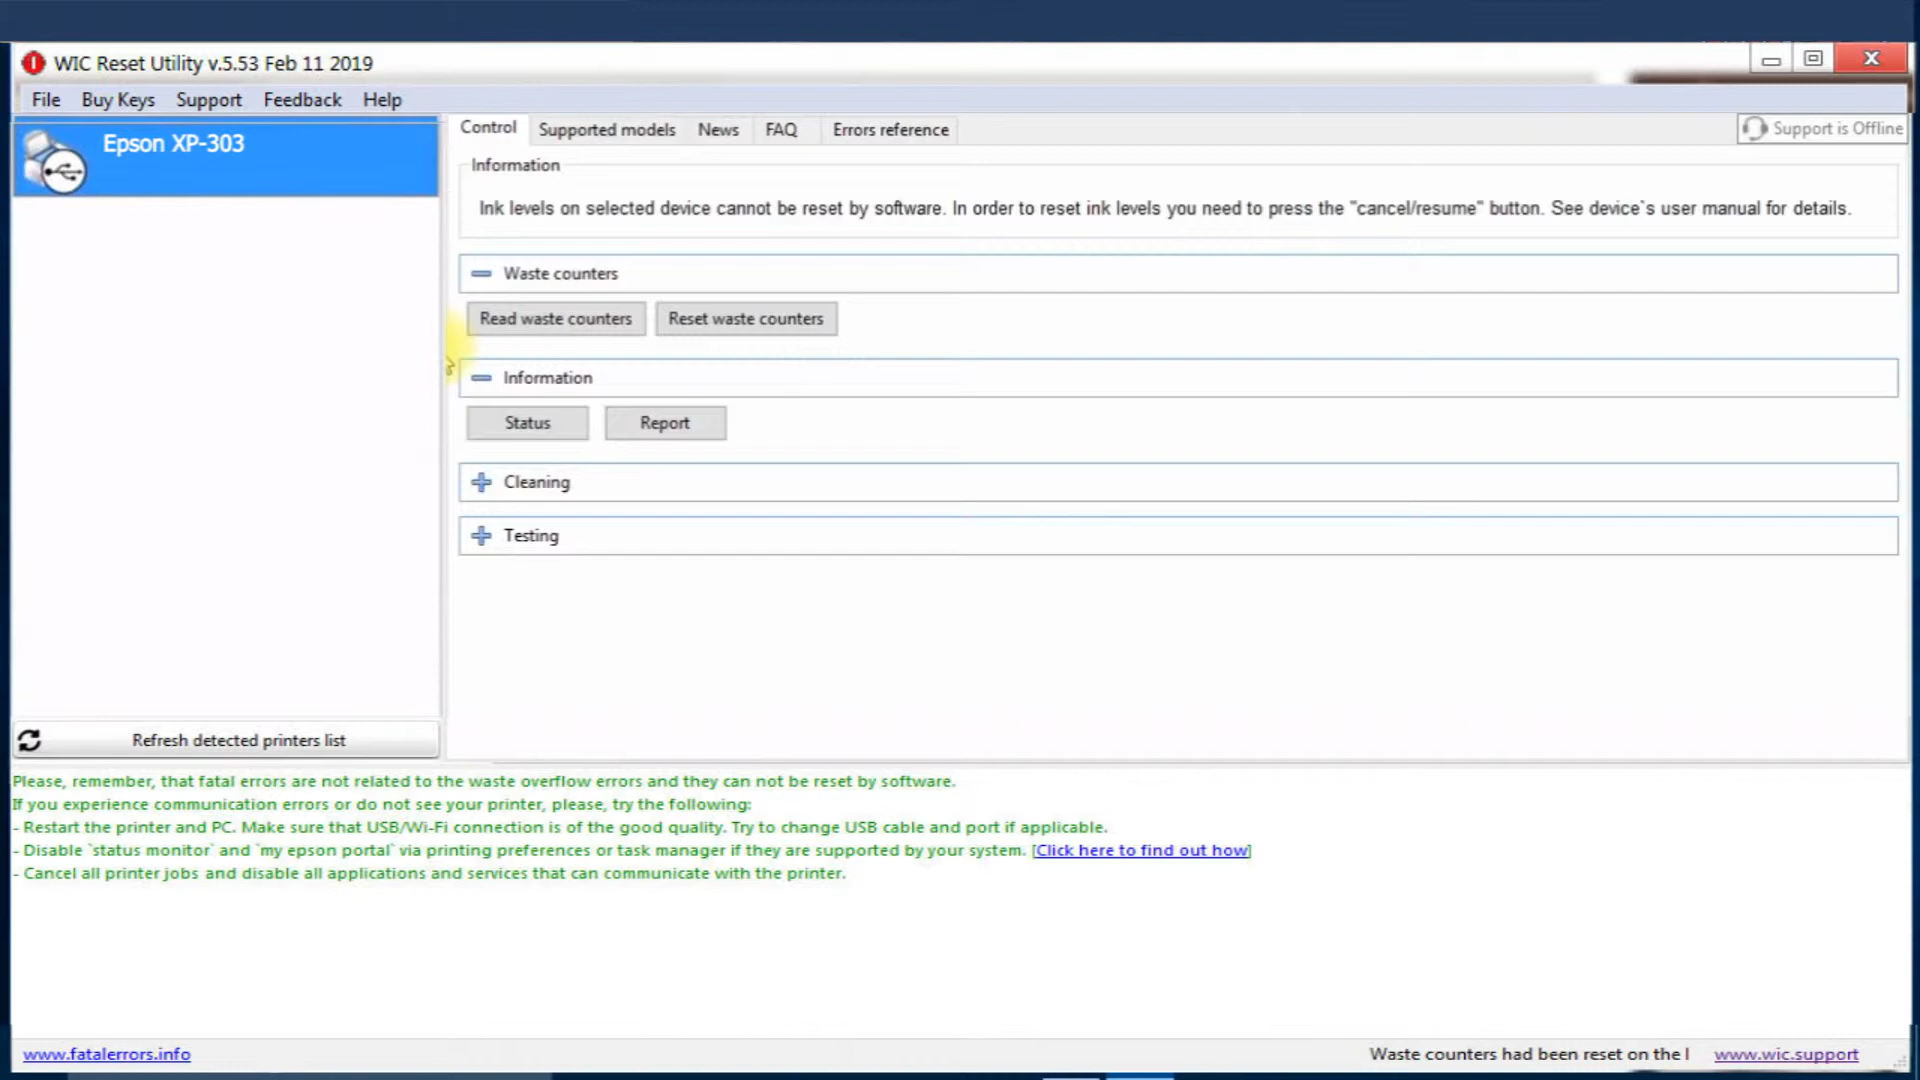 WIC Reset Utility v.5.53 Feb 11 2019
File Buy Keys Support Feedback Help
Epson XP-303
Control Supported models News FAQ Errors reference
Support is Offline
Information
Ink levels on selected device cannot be reset by software. In order to reset ink levels you need to press the "cancel/resume" button. See device`s user manual for details.
Waste counters
Read waste counters Reset waste counters
Information
Status Report
Cleaning
Testing
Refresh detected printers list
Please, remember, that fatal errors are not related to the waste overflow errors and they can not be reset by software.
If you experience communication errors or do not see your printer, please, try the following:
- Restart the printer and PC. Make sure that USB/Wi-Fi connection is of the good quality. Try to change USB cable and port if applicable.
- Disable `status monitor` and `my epson portal` via printing preferences or task manager if they are supported by your system. [Click here to find out how]
- Cancel all printer jobs and disable all applications and services that can communicate with the printer.
www.fatalerrors.info
Waste counters had been reset on the
www.wic.support